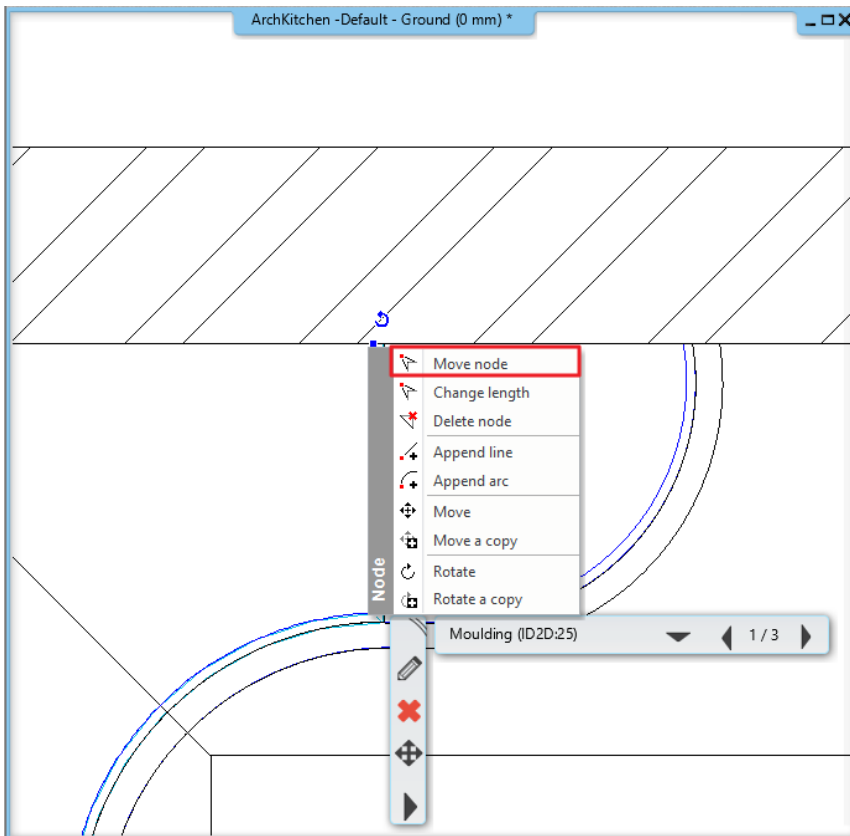 ArchKitchen -Default - Ground (0 mm) *
Move node
Change length
Delete node
Append line
Append arc
Move
Move a copy
Rotate
Rotate a copy
Node
Moulding (ID2D:25)
1 / 3